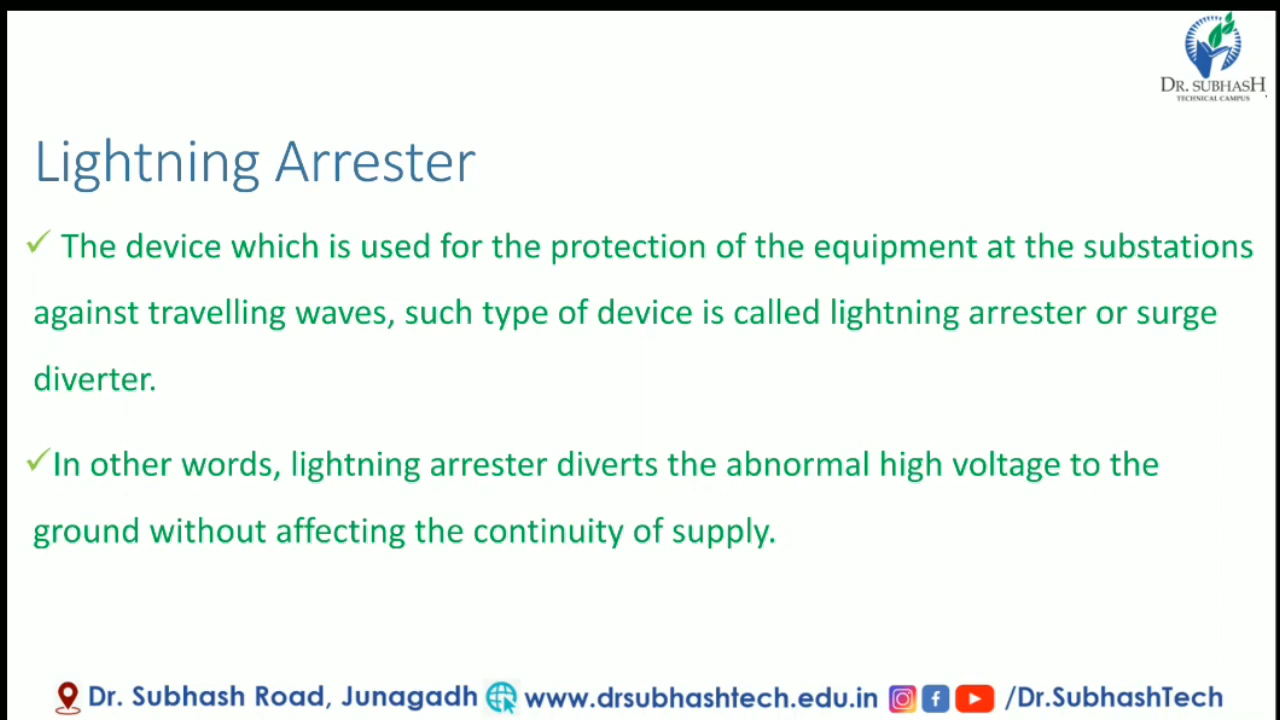 DR. SUBHASH
TECHNICAL CAMPUS
Lightning Arrester
The device which is used for the protection of the equipment at the substations
against travelling waves, such type of device is called lightning arrester or surge
diverter.
In other words, lightning arrester diverts the abnormal high voltage to the
ground without affecting the continuity of supply.
Dr. Subhash Road, Junagadh www.drsubhashtech.edu.in /Dr.SubhashTech